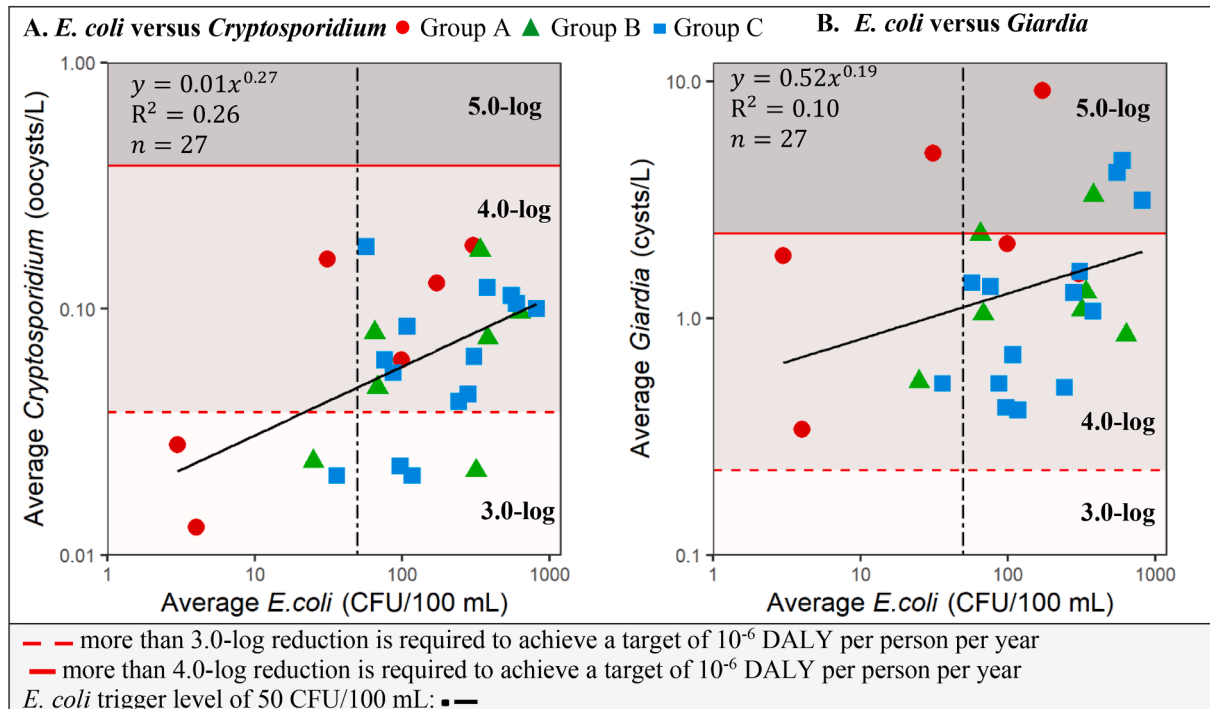 A. E. coli versus Cryptosporidium Group A Group B Group C B. E. coli versus Giardia
y = 0.01x^0.27
R² = 0.26
n = 27
5.0-log
4.0-log
3.0-log
1.00
0.10
0.01
Average Cryptosporidium (oocysts/L)
1 10 100 1000
Average E.coli (CFU/100 mL)
y = 0.52x^0.19
R² = 0.10
n = 27
5.0-log
4.0-log
3.0-log
10.0
1.0
0.1
Average Giardia (cysts/L)
1 10 100 1000
Average E.coli (CFU/100 mL)
more than 3.0-log reduction is required to achieve a target of 10⁻⁶ DALY per person per year
more than 4.0-log reduction is required to achieve a target of 10⁻⁶ DALY per person per year
E. coli trigger level of 50 CFU/100 mL: